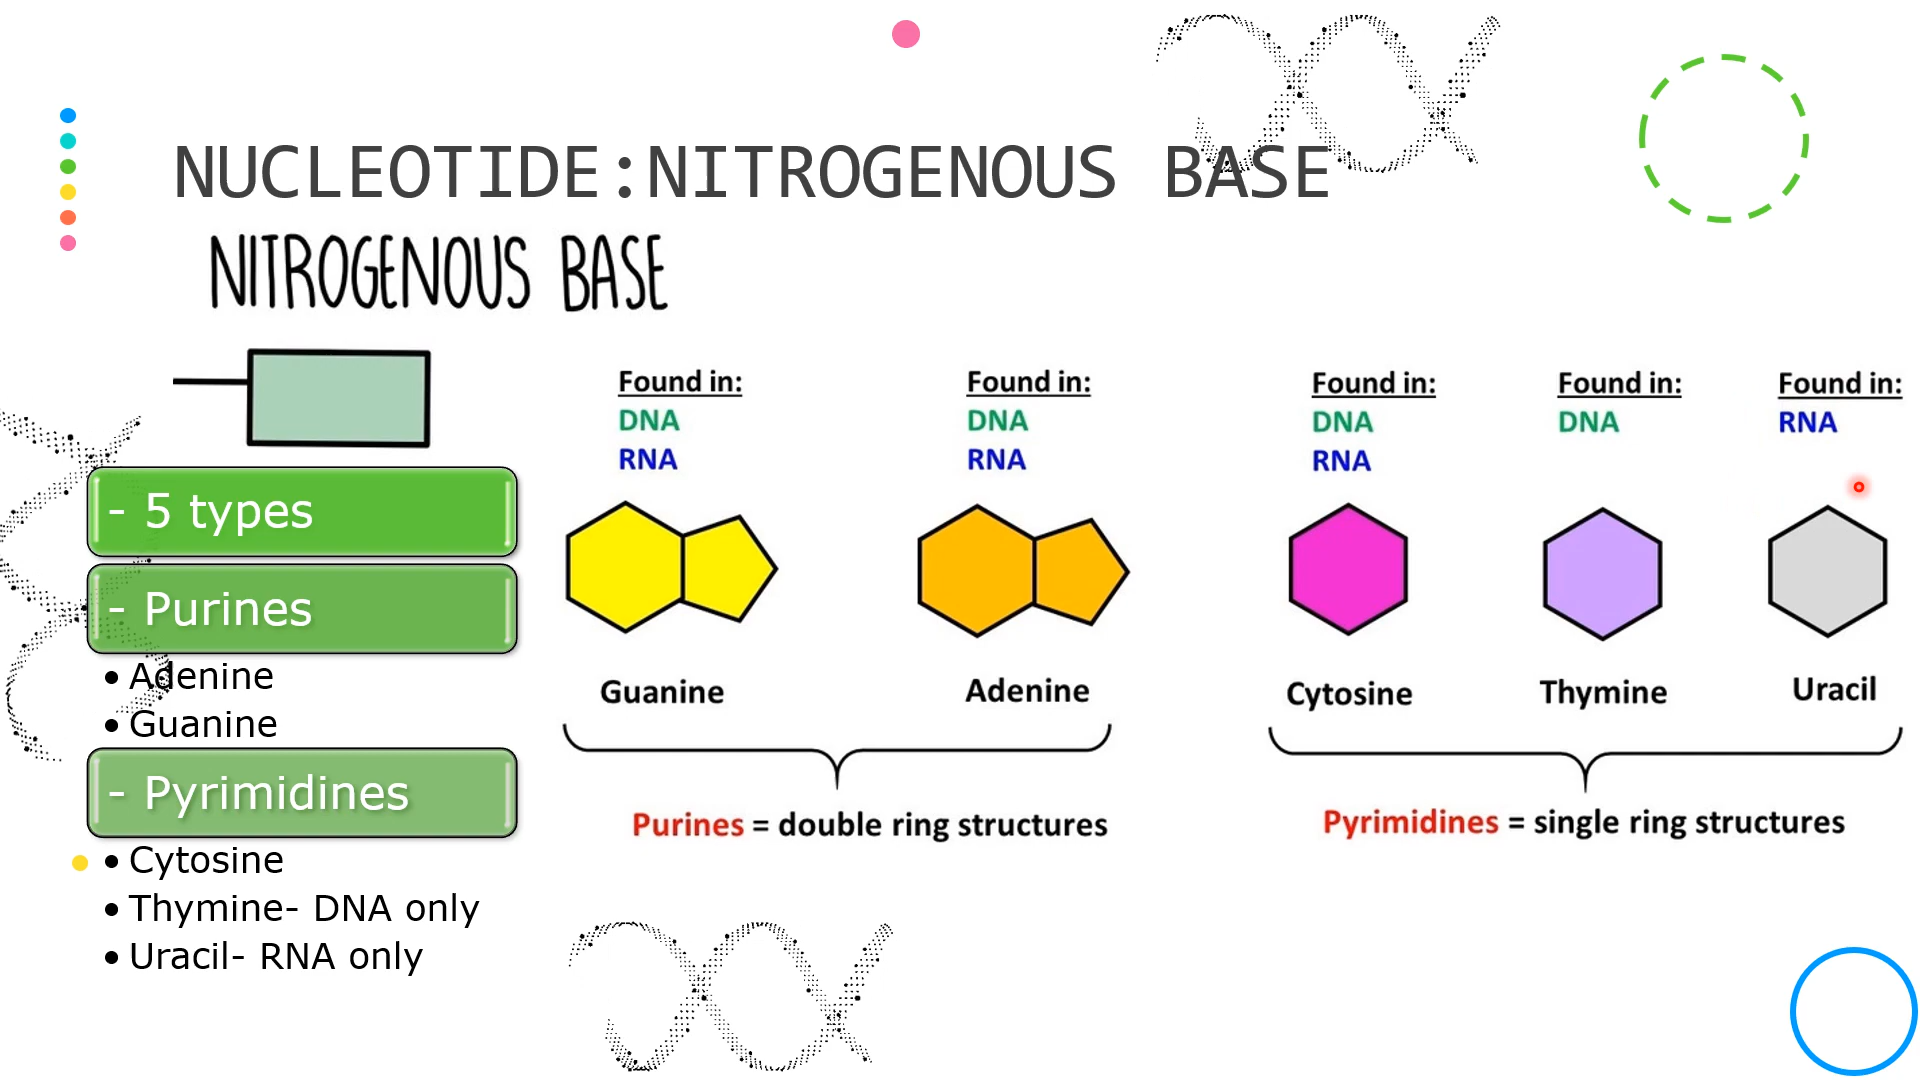 NUCLEOTIDE:NITROGENOUS BASE
NITROGENOUS BASE
- 5 types
- Purines
• Adenine
• Guanine
- Pyrimidines
• Cytosine
• Thymine- DNA only
• Uracil- RNA only
Found in:
DNA
RNA
Guanine
Found in:
DNA
RNA
Adenine
Purines = double ring structures
Found in:
DNA
RNA
Cytosine
Found in:
DNA
Thymine
Found in:
RNA
Uracil
Pyrimidines = single ring structures